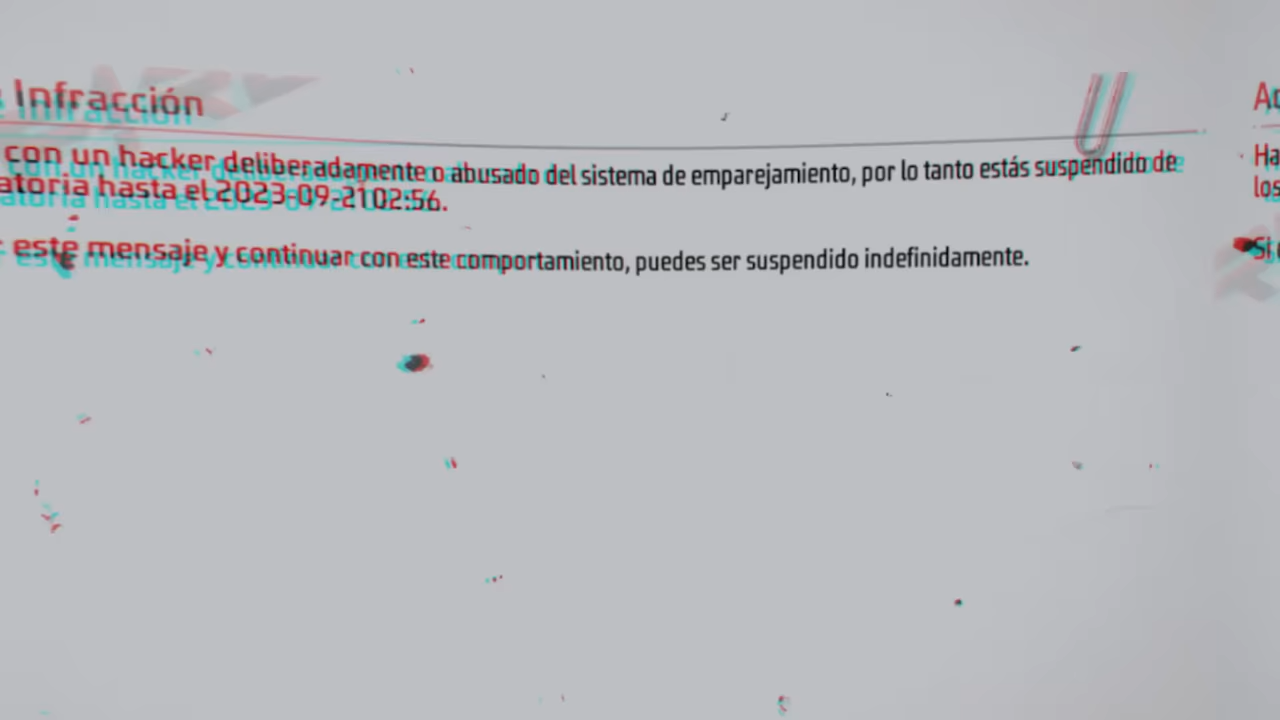 Infracción
con un hacker deliberadamente o abusado del sistema de emparejamiento, por lo tanto estás suspendido de
atoria hasta el 2023-09-21 02:56.
este mensaje y continuar con este comportamiento, puedes ser suspendido indefinidamente.
Ha
los
Si